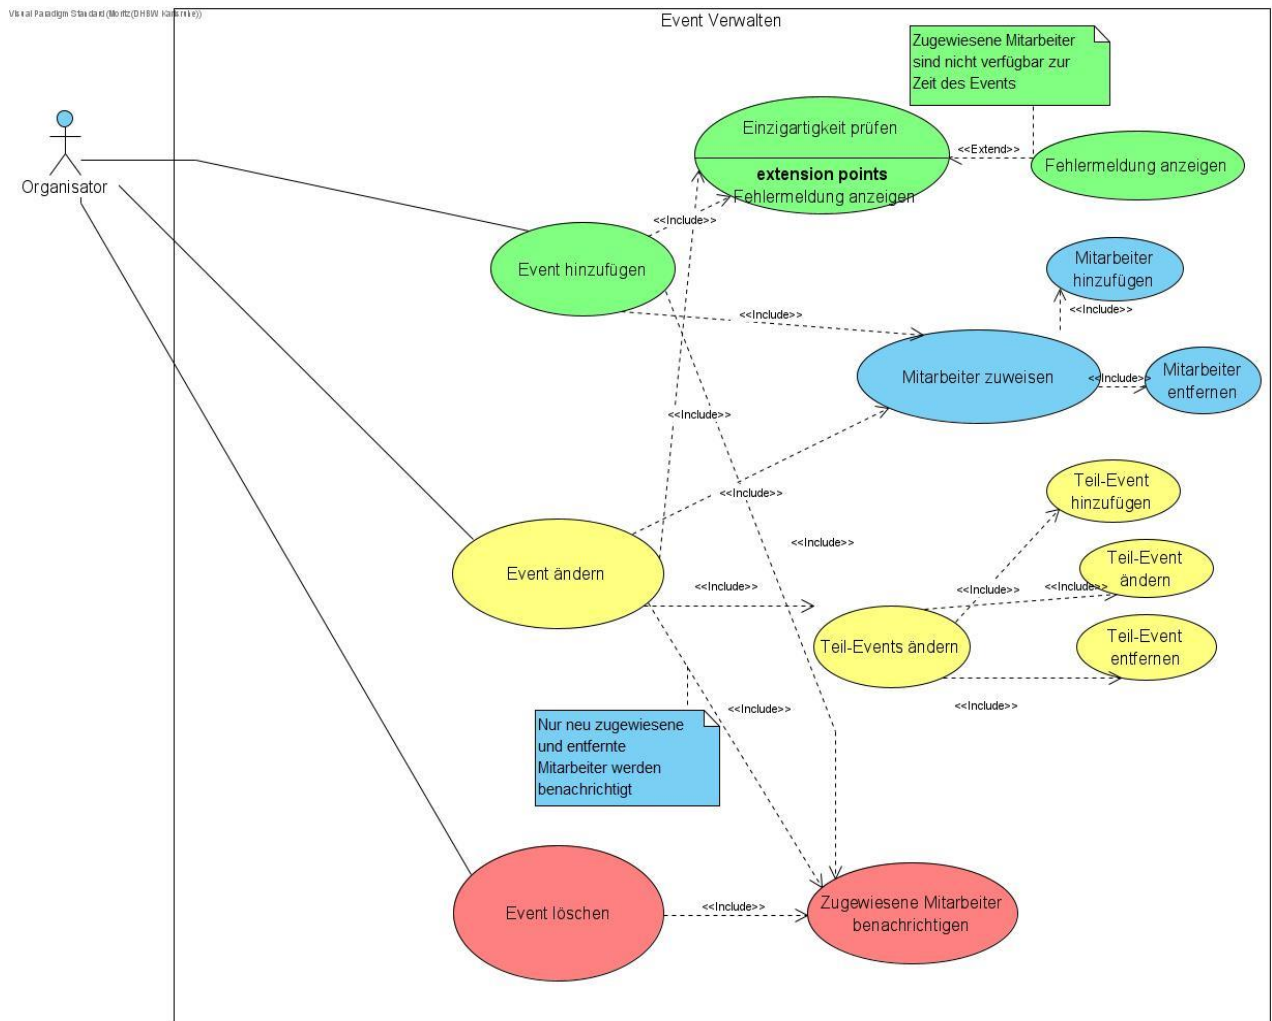 Visual Paradigm Standard(Moritz(DHBW Karlsruhe))
Event Verwalten
Zugewiesene Mitarbeiter
sind nicht verfügbar zur
Zeit des Events
Einzigartigkeit prüfen
<<Extend>>
Fehlermeldung anzeigen
extension points
Fehlermeldung anzeigen
Organisator
<<Include>>
Event hinzufügen
Mitarbeiter
hinzufügen
<<Include>>
<<Include>>
Mitarbeiter zuweisen
<<Include>>
Mitarbeiter
entfernen
<<Include>>
<<Include>>
Teil-Event
hinzufügen
<<Include>>
Event ändern
<<Include>>
<<Include>>
<<Include>>
Teil-Event
ändern
Teil-Events ändern
Teil-Event
entfernen
<<Include>>
<<Include>>
Nur neu zugewiesene
und entfernte
Mitarbeiter werden
benachrichtigt
Event löschen
<<Include>>
Zugewiesene Mitarbeiter
benachrichtigen